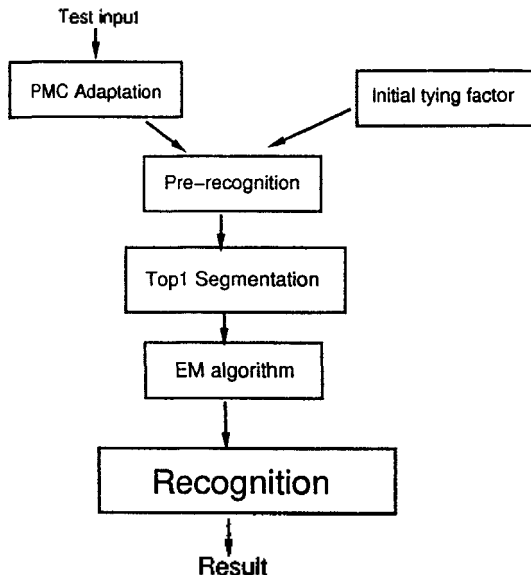 Test input
PMC Adaptation
Initial tying factor
Pre-recognition
Top1 Segmentation
EM algorithm
Recognition
Result